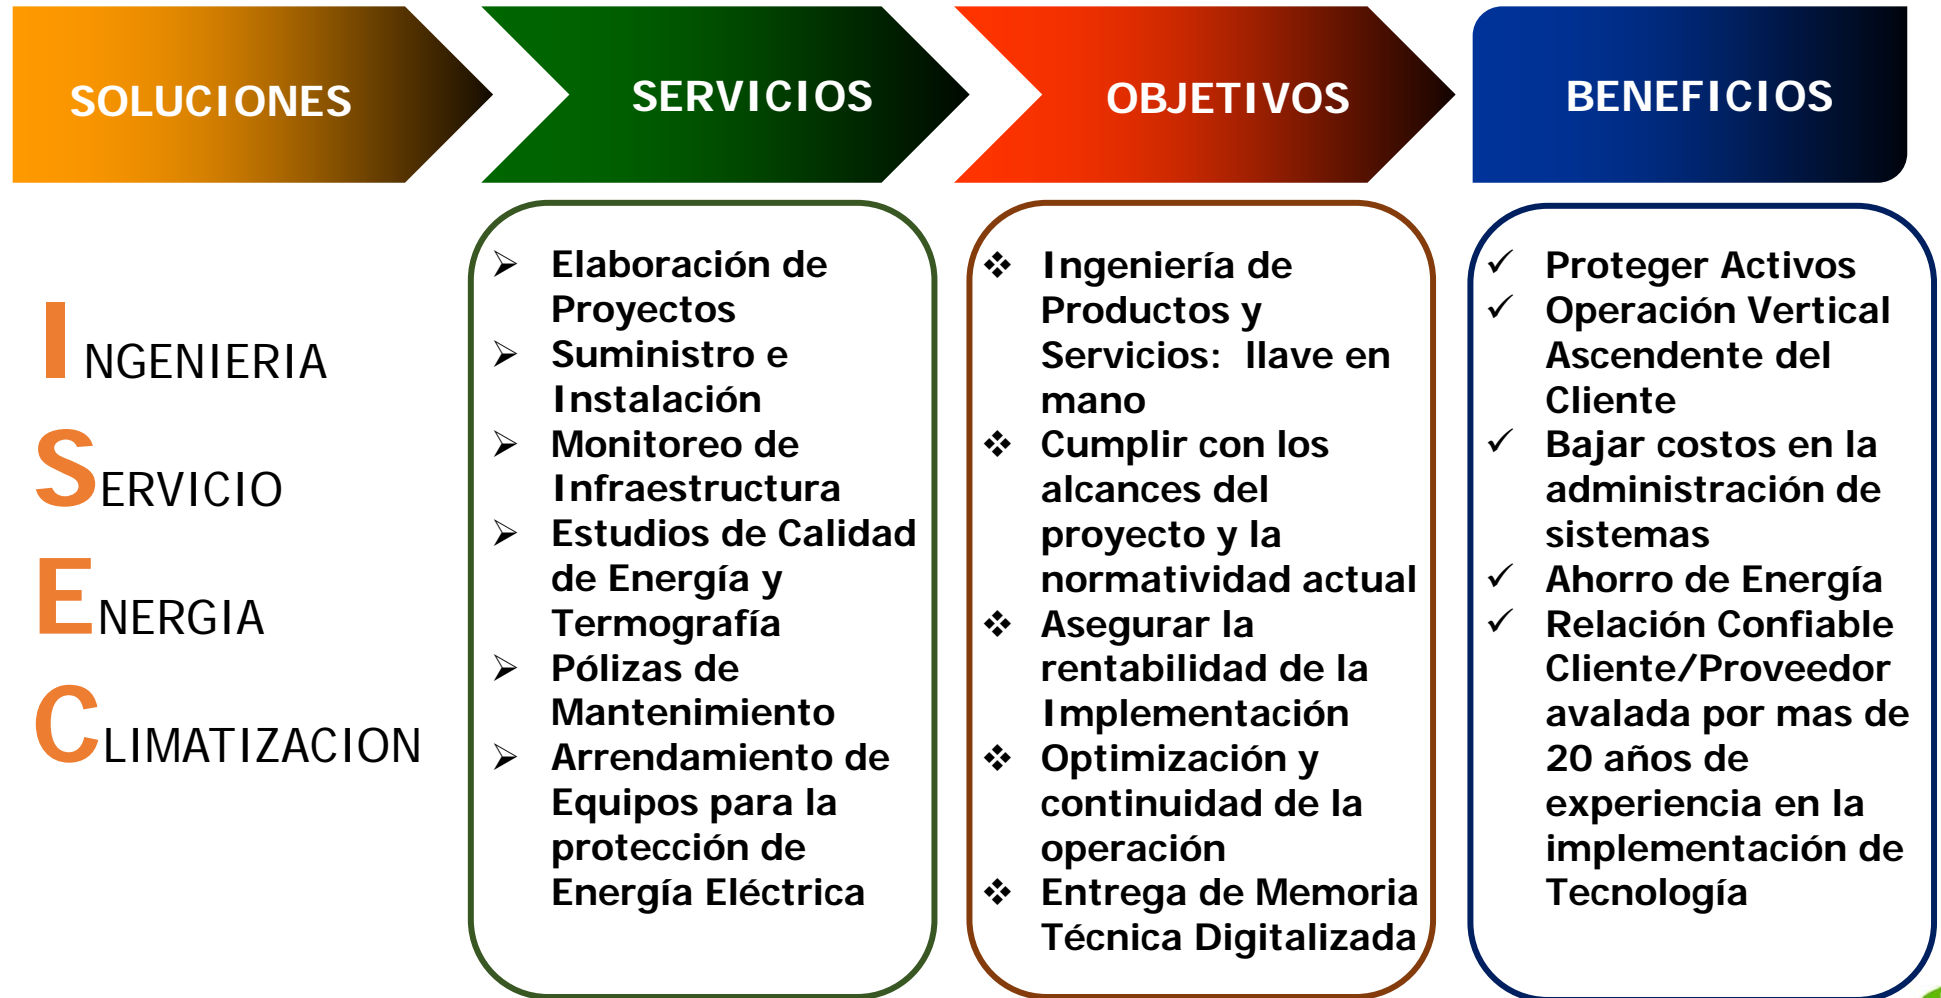 SOLUCIONES
SERVICIOS
OBJETIVOS
BENEFICIOS
INGENIERIA
SERVICIO
ENERGIA
CLIMATIZACION
Elaboración de
Proyectos
Suministro e
Instalación
Monitoreo de
Infraestructura
Estudios de Calidad
de Energía y
Termografía
Pólizas de
Mantenimiento
Arrendamiento de
Equipos para la
protección de
Energía Eléctrica
Ingeniería de
Productos y
Servicios: llave en
mano
Cumplir con los
alcances del
proyecto y la
normatividad actual
Asegurar la
rentabilidad de la
Implementación
Optimización y
continuidad de la
operación
Entrega de Memoria
Técnica Digitalizada
Proteger Activos
Operación Vertical
Ascendente del
Cliente
Bajar costos en la
administración de
sistemas
Ahorro de Energía
Relación Confiable
Cliente/Proveedor
avalada por mas de
20 años de
experiencia en la
implementación de
Tecnología